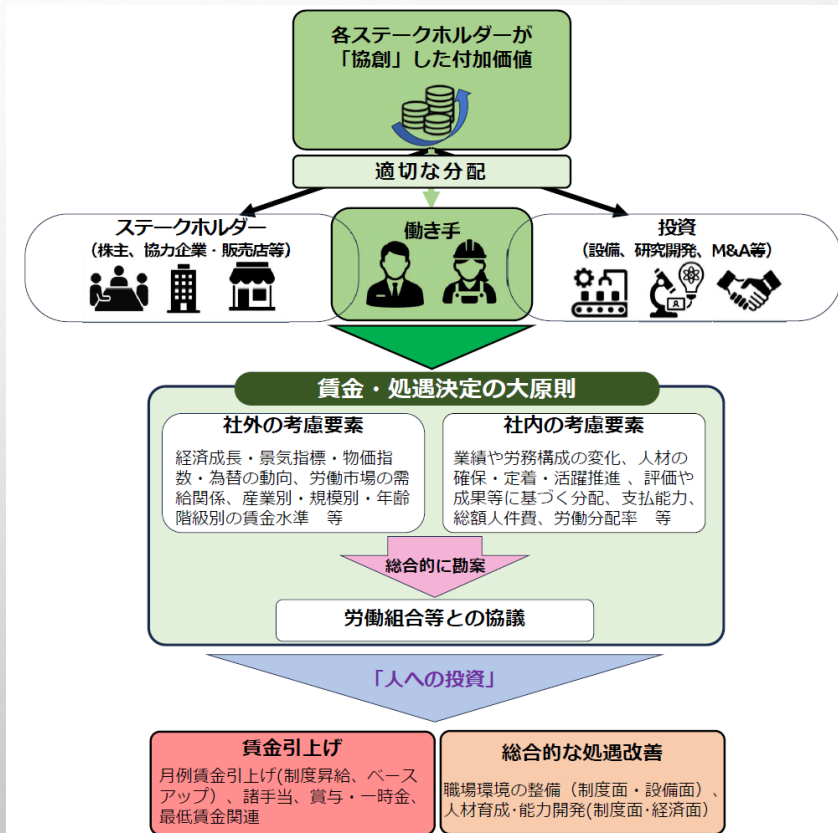 各ステークホルダーが
「協創」した付加価値
適切な分配
ステークホルダー
（株主、協力企業・販売店等）
働き手
投資
（設備、研究開発、M&A等）
賃金・処遇決定の大原則
社外の考慮要素
経済成長・景気指標・物価指
数・為替の動向、労働市場の需
給関係、産業別・規模別・年齢
階級別の賃金水準　等
社内の考慮要素
業績や労務構成の変化、人材の
確保・定着・活躍推進 、評価や
成果等に基づく分配、支払能力、
総額人件費、労働分配率　等
総合的に勘案
労働組合等との協議
「人への投資」
賃金引上げ
月例賃金引上げ(制度昇給、ベース
アップ）、諸手当、賞与・一時金、
最低賃金関連
総合的な処遇改善
職場環境の整備（制度面・設備面）、
人材育成･能力開発(制度面･経済面）